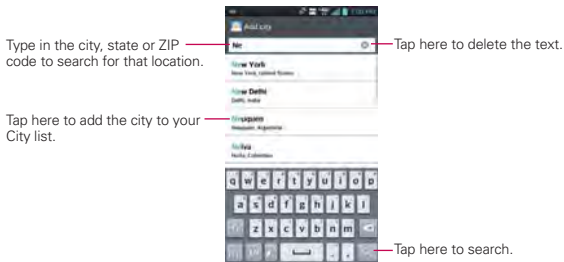 Add city
Type in the city, state or ZIP
code to search for that location.
Ne
Tap here to delete the text.
New York
New York, United States
New Delhi
Delhi, India
Tap here to add the city to your
City list.
Neuquen
Neuquen, Argentina
Neiva
Huila, Colombia
q w e r t y u i o p
a s d f g h j k l
z x c v b n m
Tap here to search.